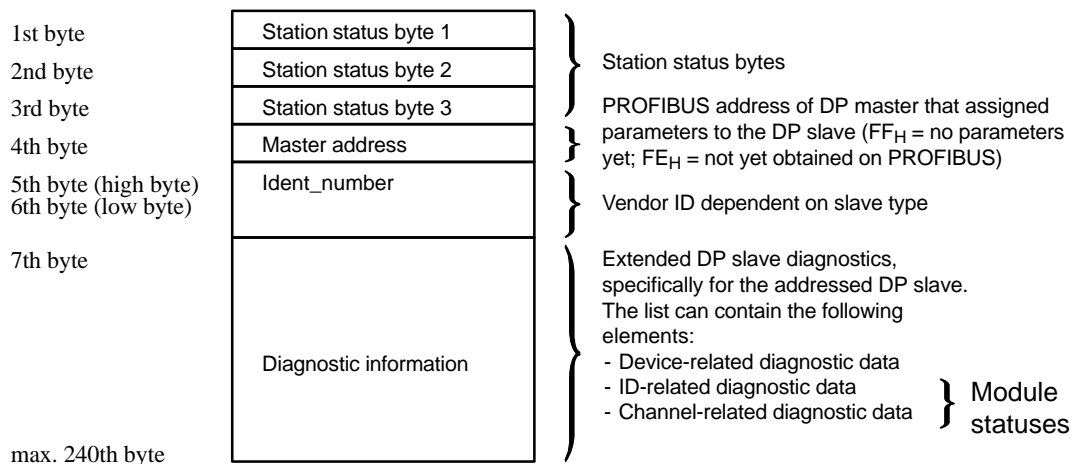 1st byte
Station status byte 1
2nd byte
Station status byte 2
Station status bytes
3rd byte
Station status byte 3
4th byte
Master address
PROFIBUS address of DP master that assigned
parameters to the DP slave (FFH = no parameters
yet; FEH = not yet obtained on PROFIBUS)
5th byte (high byte)
6th byte (low byte)
Ident_number
Vendor ID dependent on slave type
7th byte
Diagnostic information
max. 240th byte
Extended DP slave diagnostics,
specifically for the addressed DP slave.
The list can contain the following
elements:
- Device-related diagnostic data
- ID-related diagnostic data
- Channel-related diagnostic data
Module
statuses